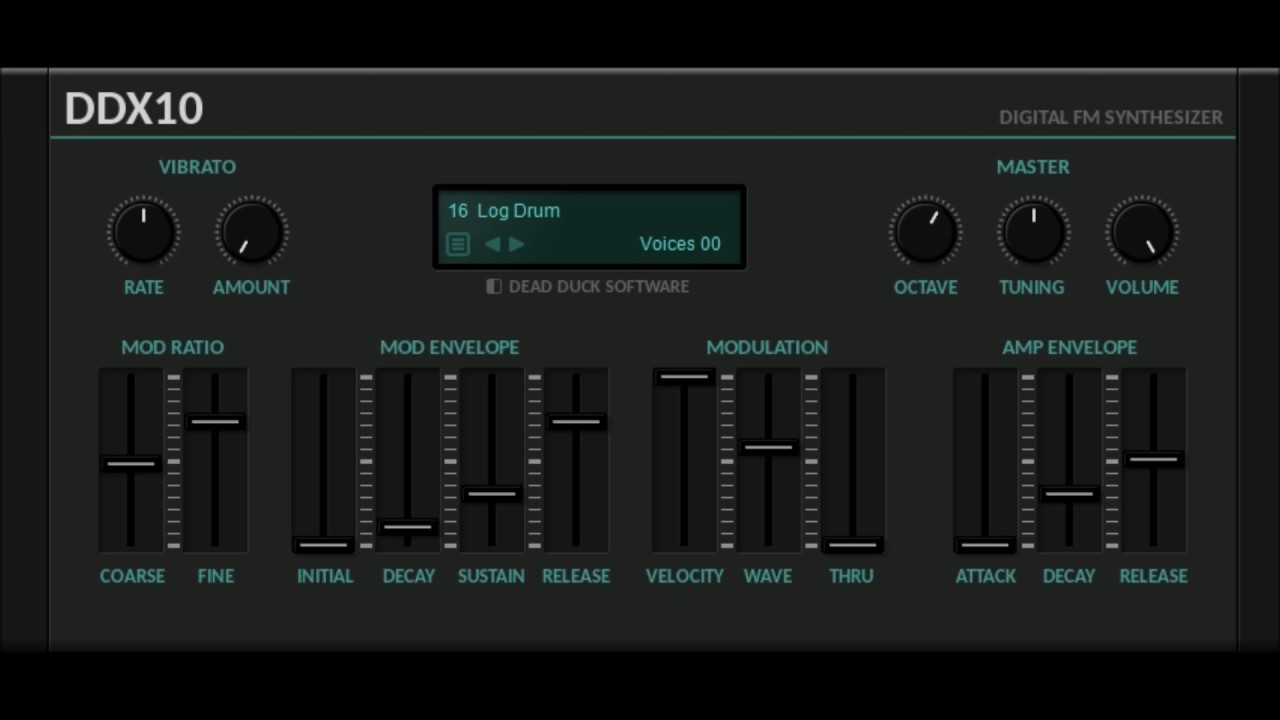 DDX10
DIGITAL FM SYNTHESIZER
VIBRATO
MASTER
16 Log Drum
Voices 00
RATE
AMOUNT
DEAD DUCK SOFTWARE
OCTAVE
TUNING
VOLUME
MOD RATIO
MOD ENVELOPE
MODULATION
AMP ENVELOPE
COARSE
FINE
INITIAL
DECAY
SUSTAIN
RELEASE
VELOCITY
WAVE
THRU
ATTACK
DECAY
RELEASE